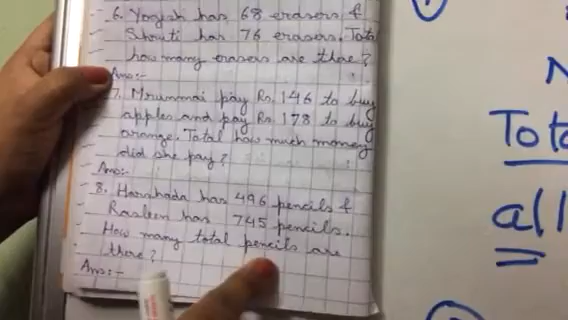 6. Yogish has 68 erasers &
Shruti has 76 erasers. Total
how many erasers are there?
Ans:-
7. Mrunmai pay Rs. 146 to buy
apples and pay Rs. 178 to buy
orange. Total how much money
did she pay?
Ans:-
8. Harshada has 496 pencils &
Rasleen has 745 pencils.
How many total pencils are
there?
Ans:-
Tota
all